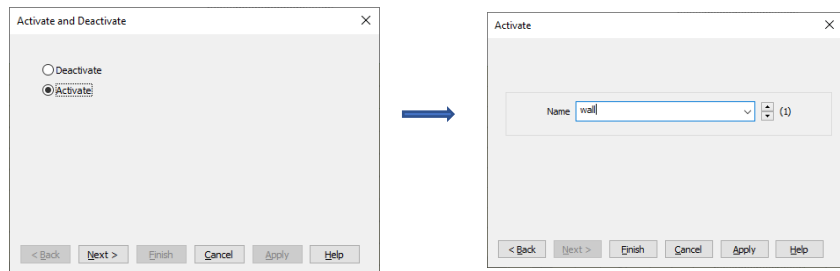 Activate and Deactivate
Deactivate
Activate
< Back Next > Finish Cancel Apply Help
Activate
Name wall (1)
< Back Next > Finish Cancel Apply Help